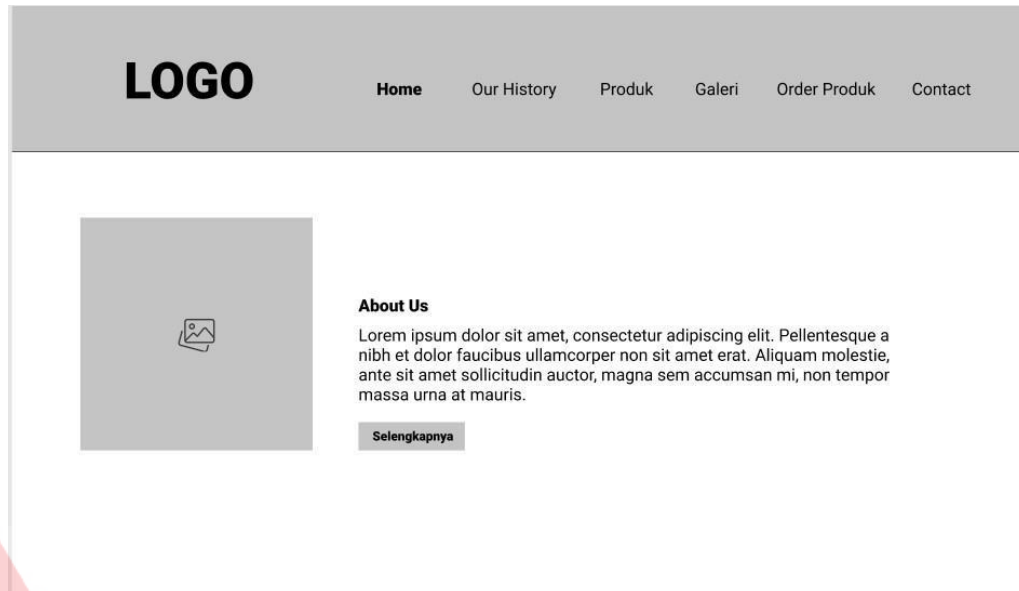 LOGO
Home Our History Produk Galeri Order Produk Contact
About Us
Lorem ipsum dolor sit amet, consectetur adipiscing elit. Pellentesque a
nibh et dolor faucibus ullamcorper non sit amet erat. Aliquam molestie,
ante sit amet sollicitudin auctor, magna sem accumsan mi, non tempor
massa urna at mauris.
Selengkapnya